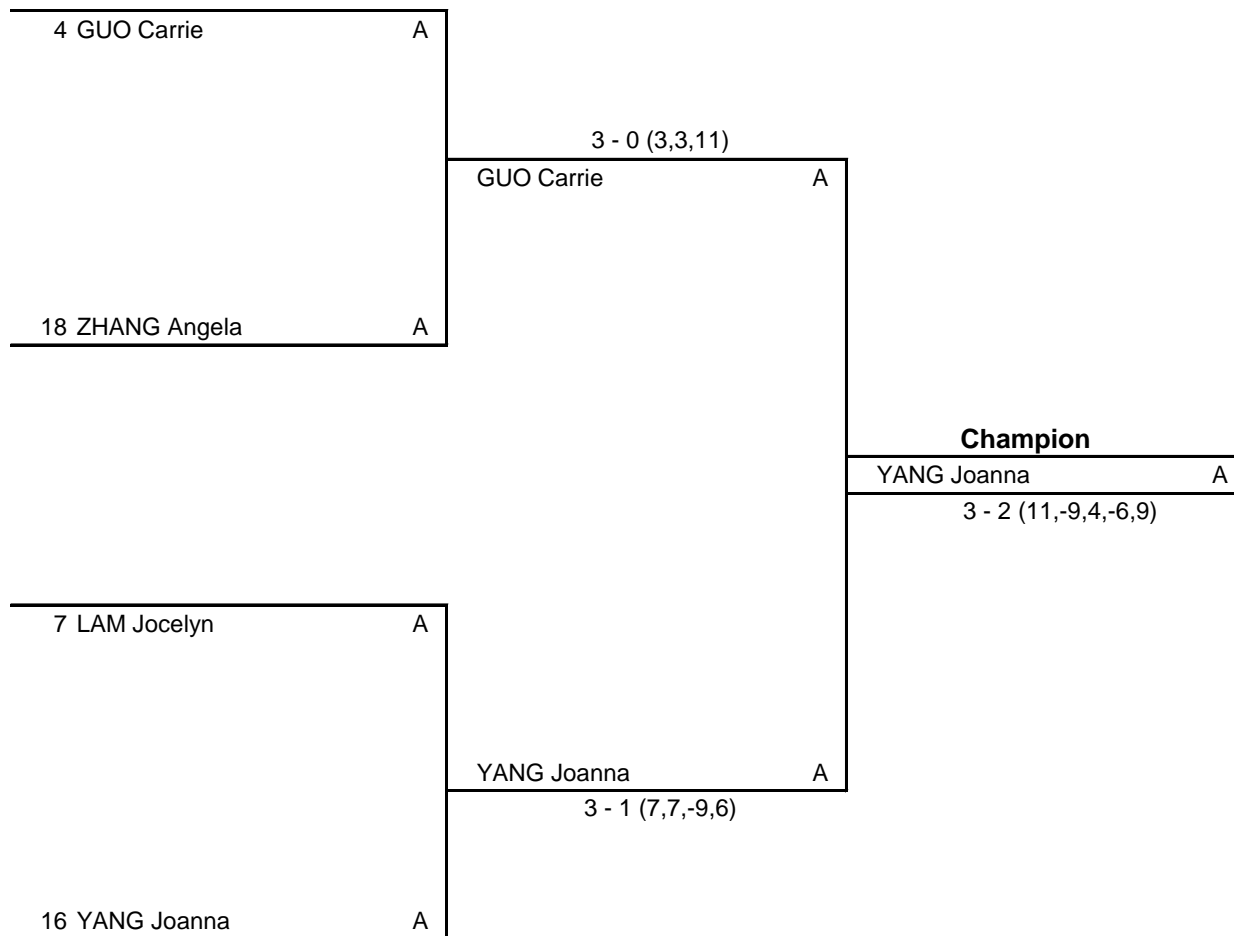 4 GUO Carrie A
3 - 0 (3,3,11)
GUO Carrie A
18 ZHANG Angela A
Champion
YANG Joanna A
3 - 2 (11,-9,4,-6,9)
7 LAM Jocelyn A
YANG Joanna A
3 - 1 (7,7,-9,6)
16 YANG Joanna A